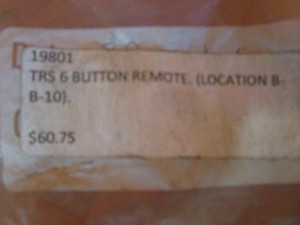 19801
TRS 6 BUTTON REMOTE. (LOCATION B-
B-10).
$60.75